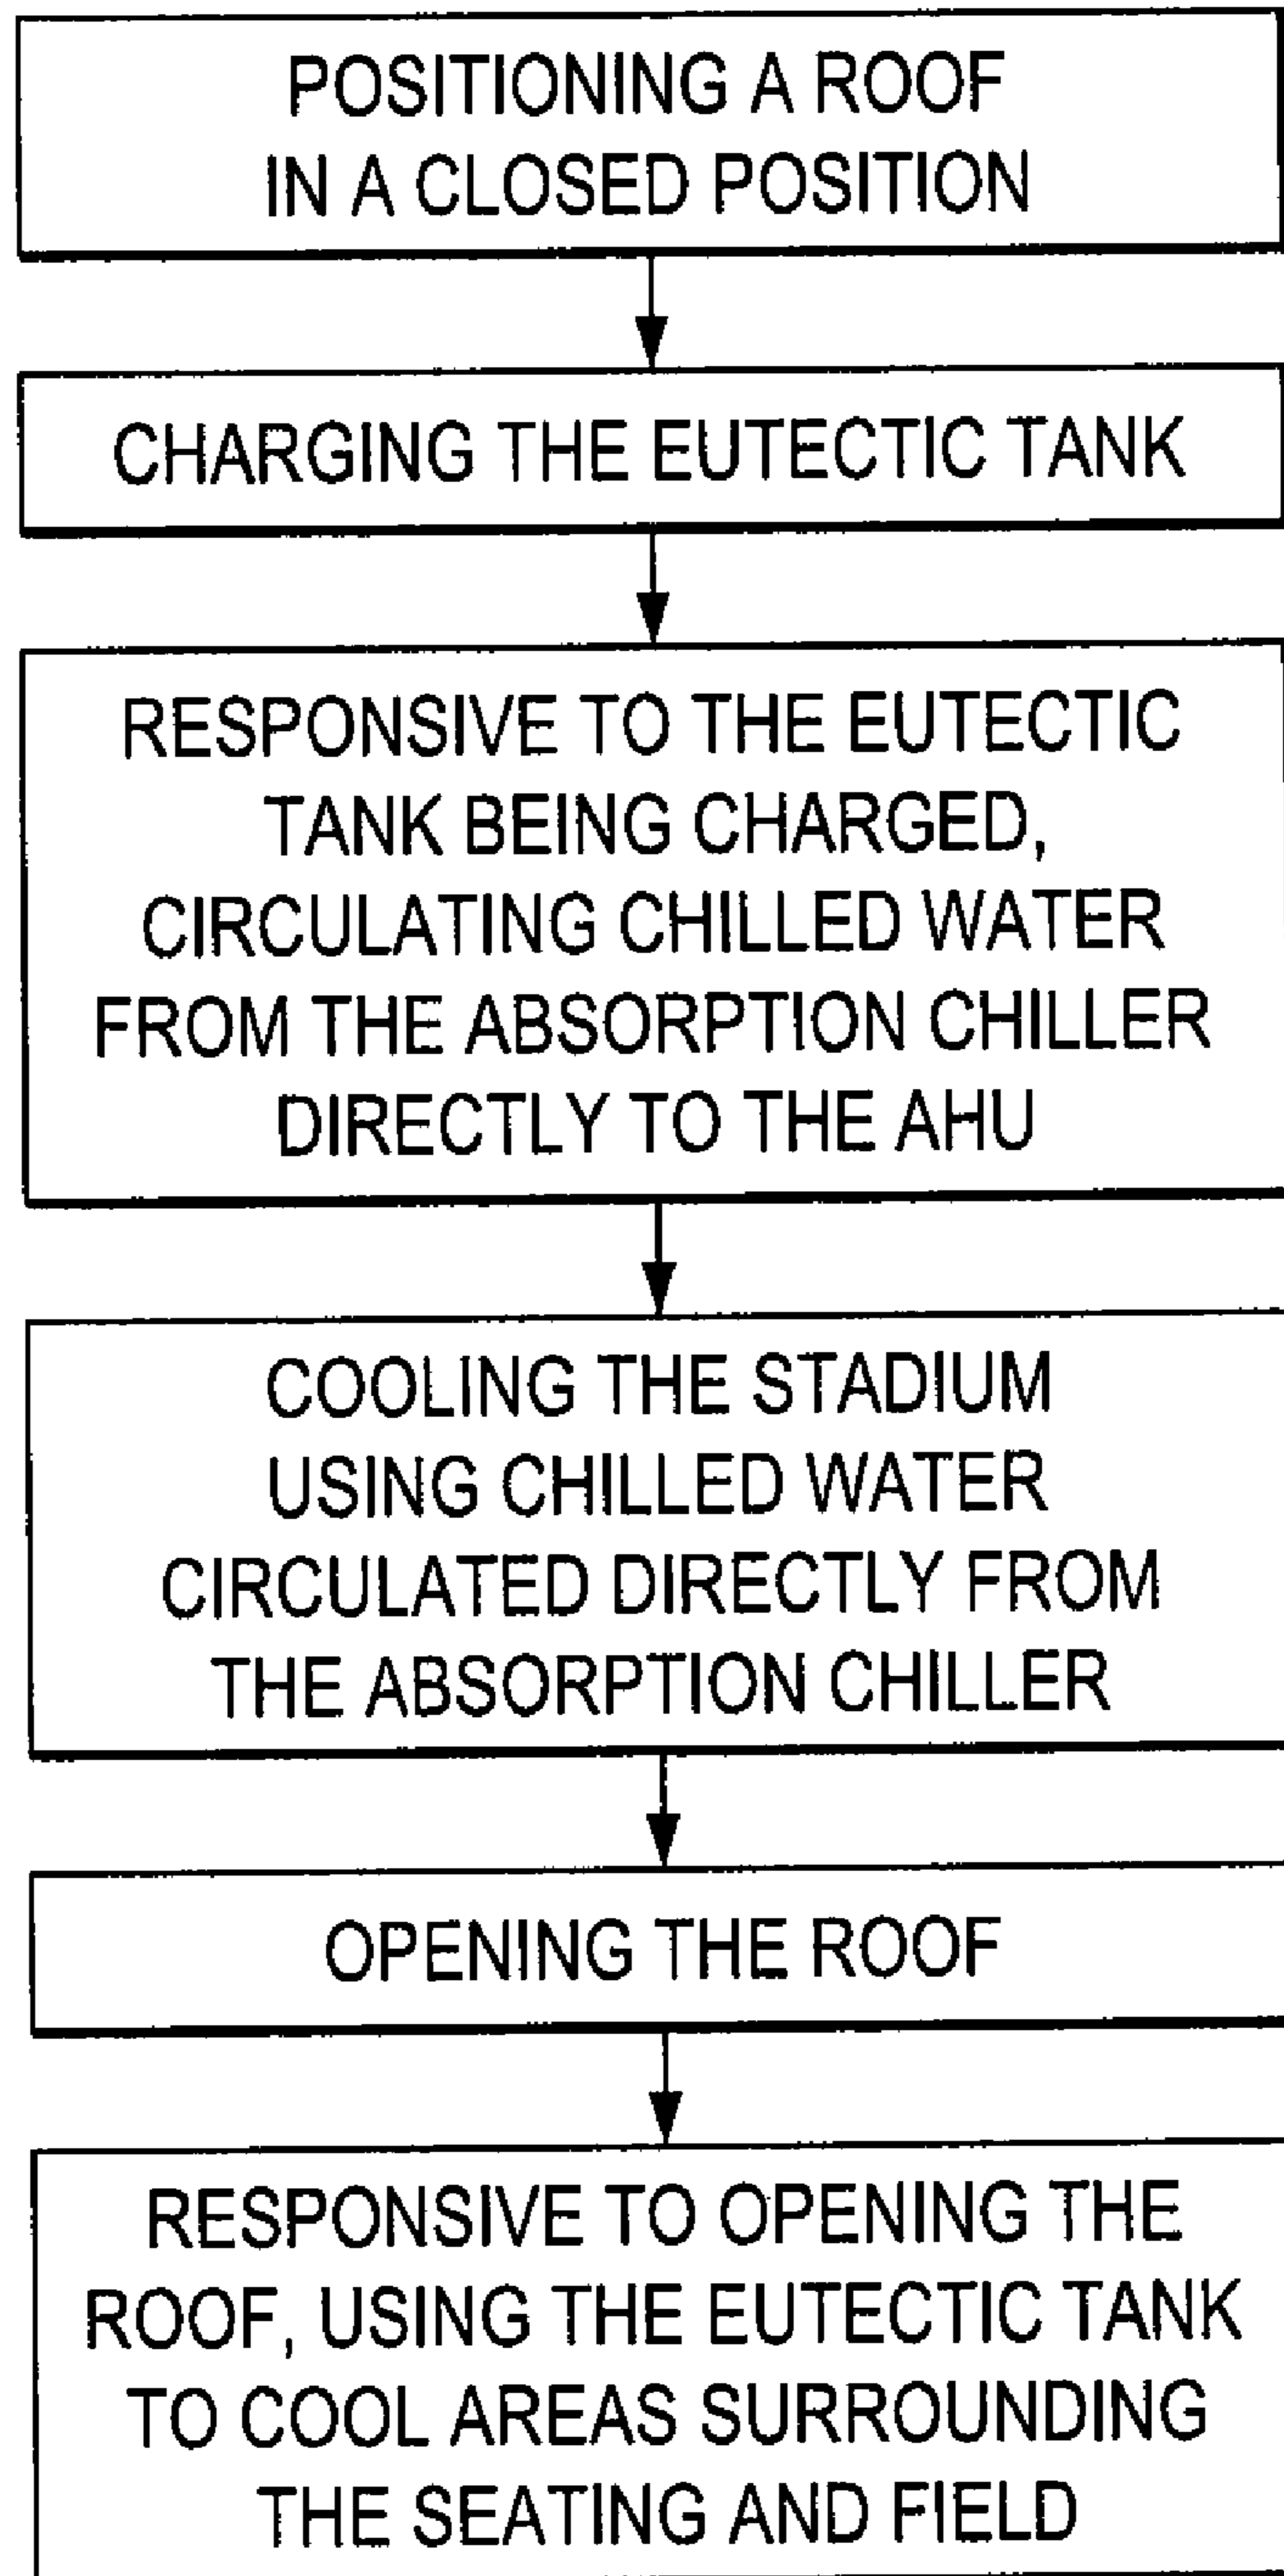 POSITIONING A ROOF
IN A CLOSED POSITION
CHARGING THE EUTECTIC TANK
RESPONSIVE TO THE EUTECTIC
TANK BEING CHARGED,
CIRCULATING CHILLED WATER
FROM THE ABSORPTION CHILLER
DIRECTLY TO THE AHU
COOLING THE STADIUM
USING CHILLED WATER
CIRCULATED DIRECTLY FROM
THE ABSORPTION CHILLER
OPENING THE ROOF
RESPONSIVE TO OPENING THE
ROOF, USING THE EUTECTIC TANK
TO COOL AREAS SURROUNDING
THE SEATING AND FIELD